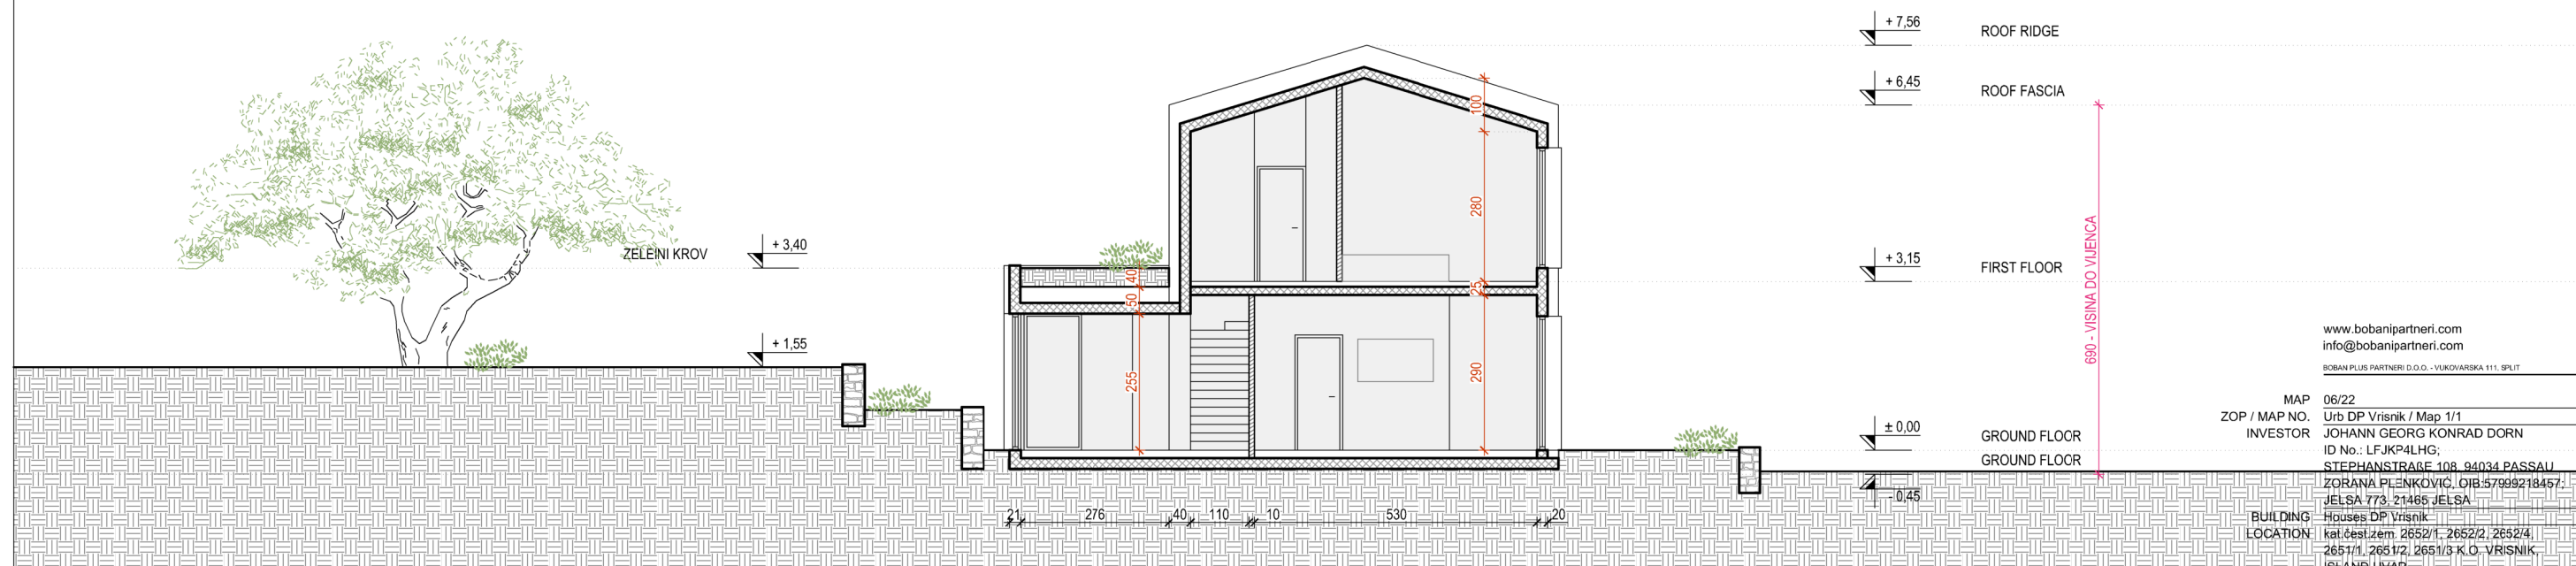 + 7,56 ROOF RIDGE
+ 6,45 ROOF FASCIA
100
280
ZELEINI KROV + 3,40
+ 3,15 FIRST FLOOR
40
50
25
690 - VISINA DO VIJENCA
+ 1,55
255
290
± 0,00 GROUND FLOOR
GROUND FLOOR
- 0,45
21 276 40 110 10 530 20
www.bobanipartneri.com
info@bobanipartneri.com
BOBAN PLUS PARTNERI D.O.O. - VUKOVARSKA 111, SPLIT
MAP 06/22
ZOP / MAP NO. Urb DP Vrisnik / Map 1/1
INVESTOR JOHANN GEORG KONRAD DORN
ID No.: LFJKP4LHG;
STEPHANSTRAßE 108, 94034 PASSAU
ZORANA PLENKOVIĆ, OIB:57999218457;
JELSA 773, 21465 JELSA
BUILDING Houses DP Vrisnik
LOCATION kat.čest.zem. 2652/1, 2652/2, 2652/4,
2651/1, 2651/2, 2651/3 K.O. VRISNIK,
ISLAND HVAR